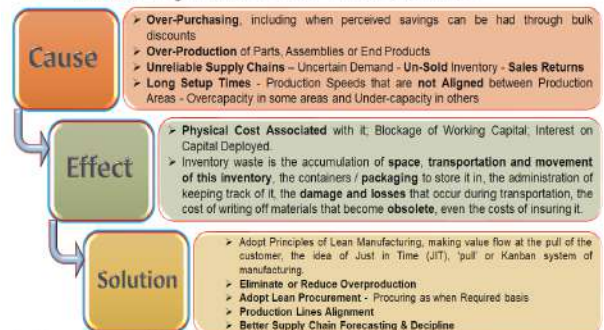 Cause
➤ Over-Purchasing, including when perceived savings can be had through bulk
discounts
➤ Over-Production of Parts, Assemblies or End Products
➤ Unreliable Supply Chains – Uncertain Demand - Un-Sold Inventory - Sales Returns
➤ Long Setup Times - Production Speeds that are not Aligned between Production
Areas - Overcapacity in some areas and Under-capacity in others
Effect
➤ Physical Cost Associated with it; Blockage of Working Capital; Interest on
Capital Deployed.
➤ Inventory waste is the accumulation of space, transportation and movement
of this inventory, the containers / packaging to store it in, the administration of
keeping track of it, the damage and losses that occur during transportation, the
cost of writing off materials that become obsolete, even the costs of insuring it.
Solution
➤ Adopt Principles of Lean Manufacturing, making value flow at the pull of the
customer, the idea of Just in Time (JIT), 'pull' or Kanban system of
manufacturing.
➤ Eliminate or Reduce Overproduction
➤ Adopt Lean Procurement - Procuring as when Required basis
➤ Production Lines Alignment
➤ Better Supply Chain Forecasting & Decipline